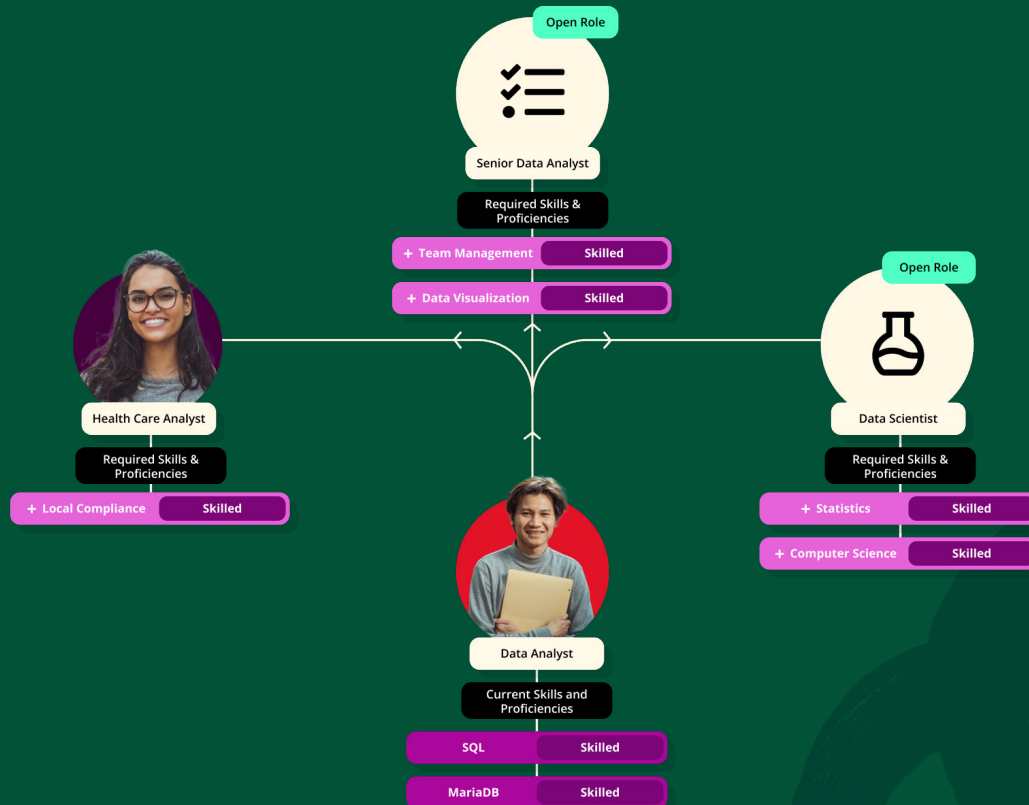 Open Role
Senior Data Analyst
Required Skills &
Proficiencies
+ Team Management Skilled
+ Data Visualization Skilled
Health Care Analyst
Required Skills &
Proficiencies
+ Local Compliance Skilled
Open Role
Data Scientist
Required Skills &
Proficiencies
+ Statistics Skilled
+ Computer Science Skilled
Data Analyst
Current Skills and
Proficiencies
SQL Skilled
MariaDB Skilled